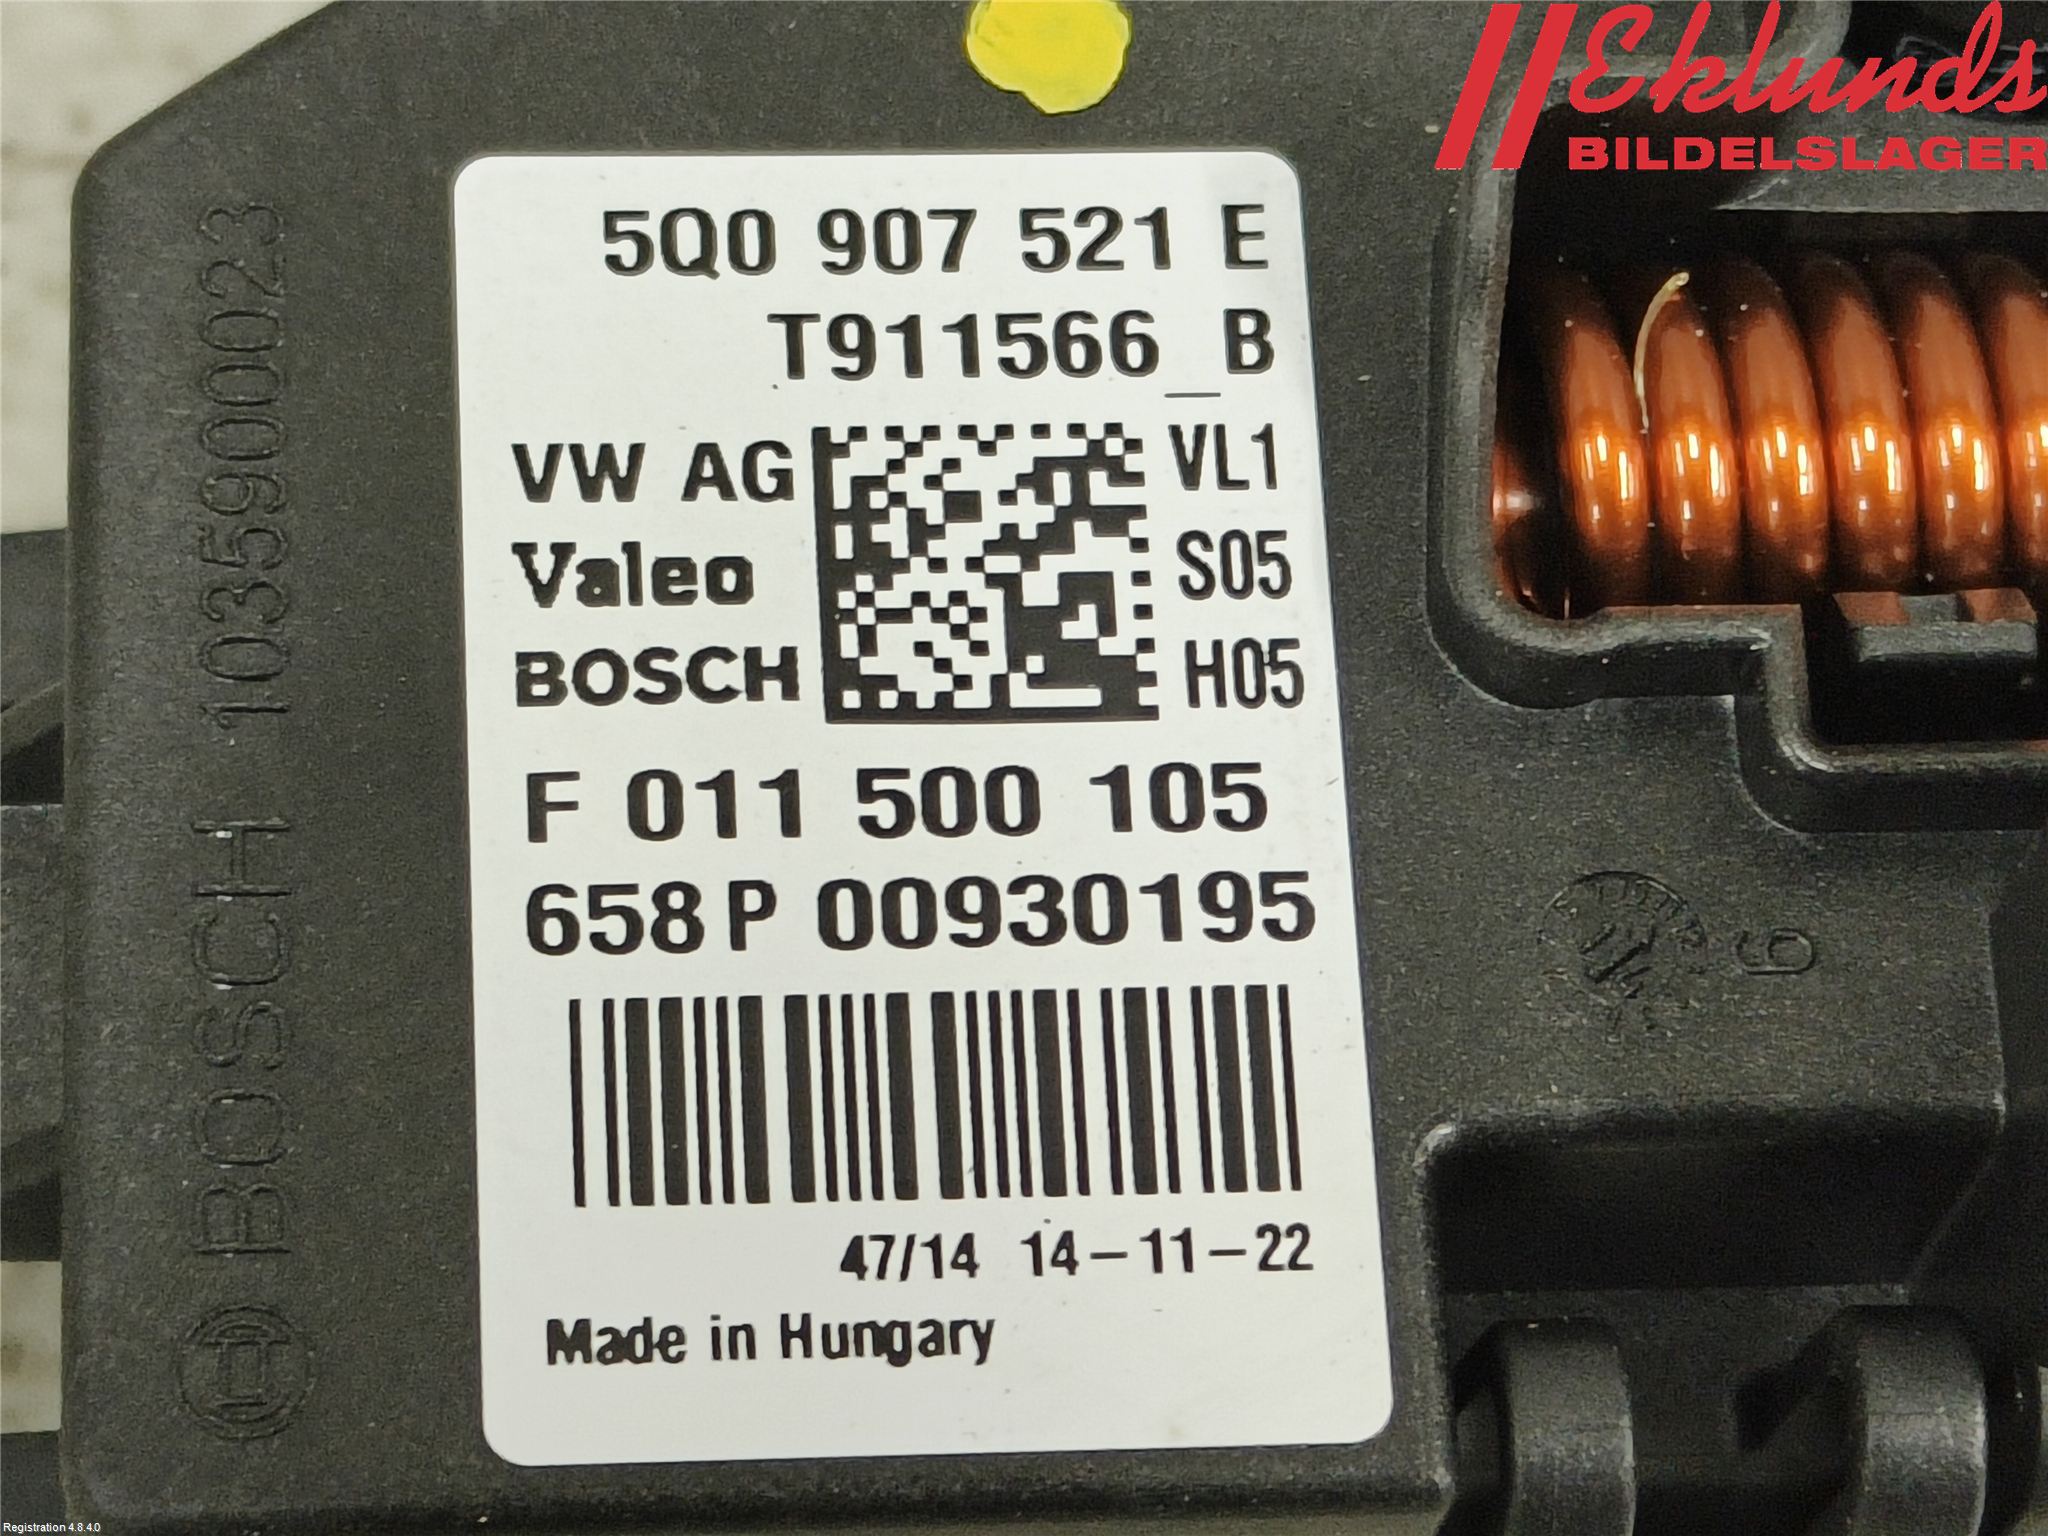 Eklunds
BILDELSLAGER
5Q0 907 521 E
T911566_B
VW AG
VL1
Valeo
S05
BOSCH
H05
F 011 500 105
658 P 00930195
47/14 14-11-22
Made in Hungary
BOSCH 1035900023
9
Registration 4.8.4.0